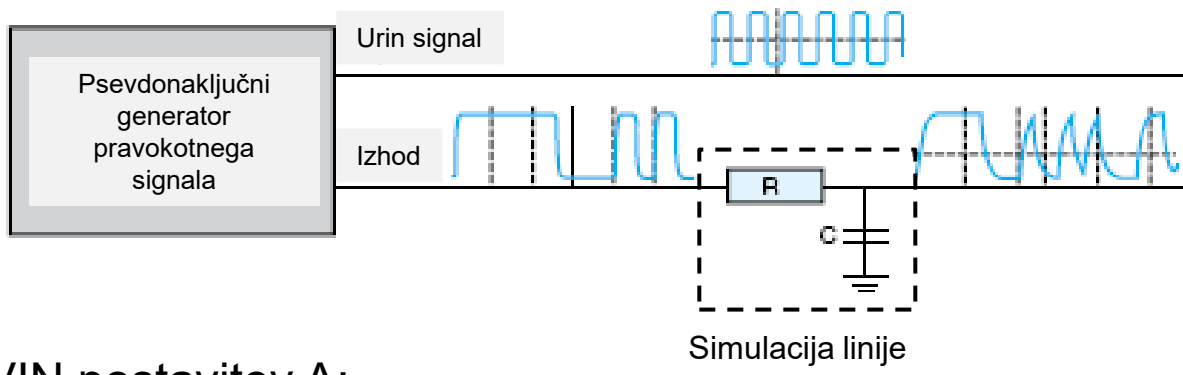 Urin signal
Psevdonaključni
generator
pravokotnega
signala
Izhod
R
C
Simulacija linije